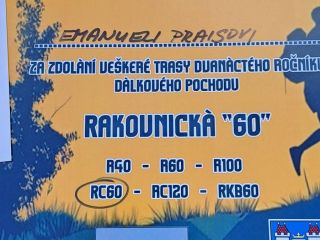 EMANUELI PRAISOVI
ZA ZDOLÁNÍ VEŠKERÉ TRASY DVANÁCTÉHO ROČNÍKU
DÁLKOVÉHO POCHODU
RAKOVNICKÁ "60"
R40 - R60 - R100
RC60 - RC120 - RKB60